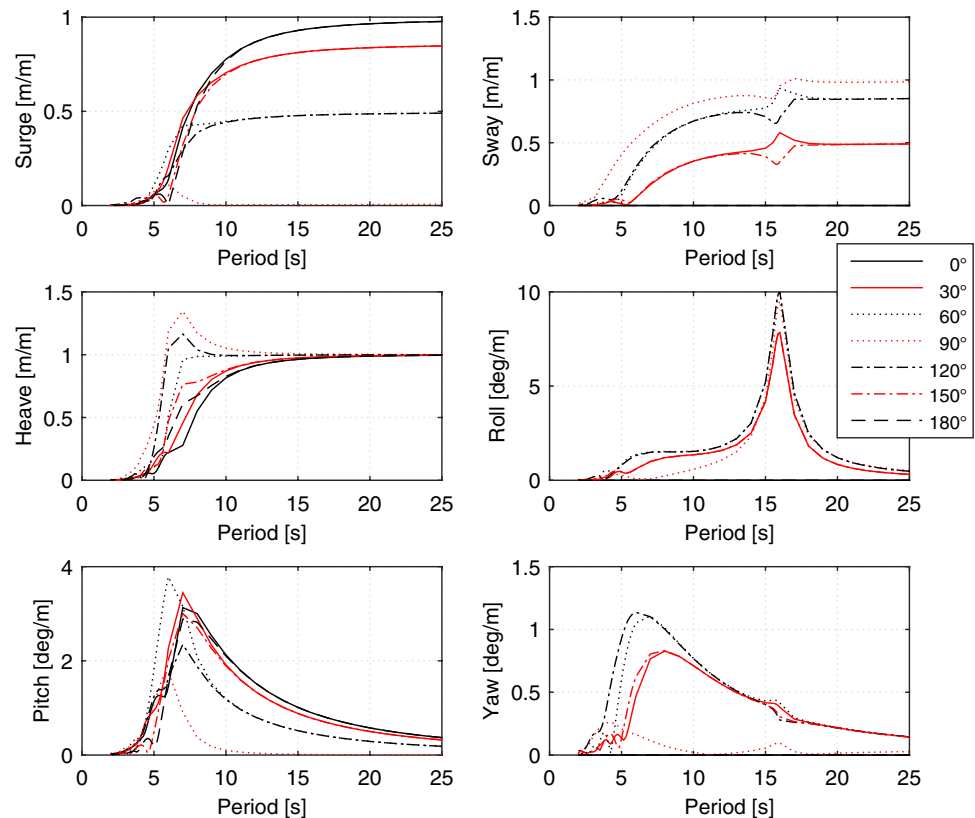 Surge [m/m]
1
0.5
0
0 5 10 15 20 25
Period [s]
Sway [m/m]
1.5
1
0.5
0
0 5 10 15 20 25
Period [s]
0°
30°
60°
90°
120°
150°
180°
Heave [m/m]
1.5
1
0.5
0
0 5 10 15 20 25
Period [s]
Roll [deg/m]
10
5
0
0 5 10 15 20 25
Period [s]
Pitch [deg/m]
4
2
0
0 5 10 15 20 25
Period [s]
Yaw [deg/m]
1.5
1
0.5
0
0 5 10 15 20 25
Period [s]